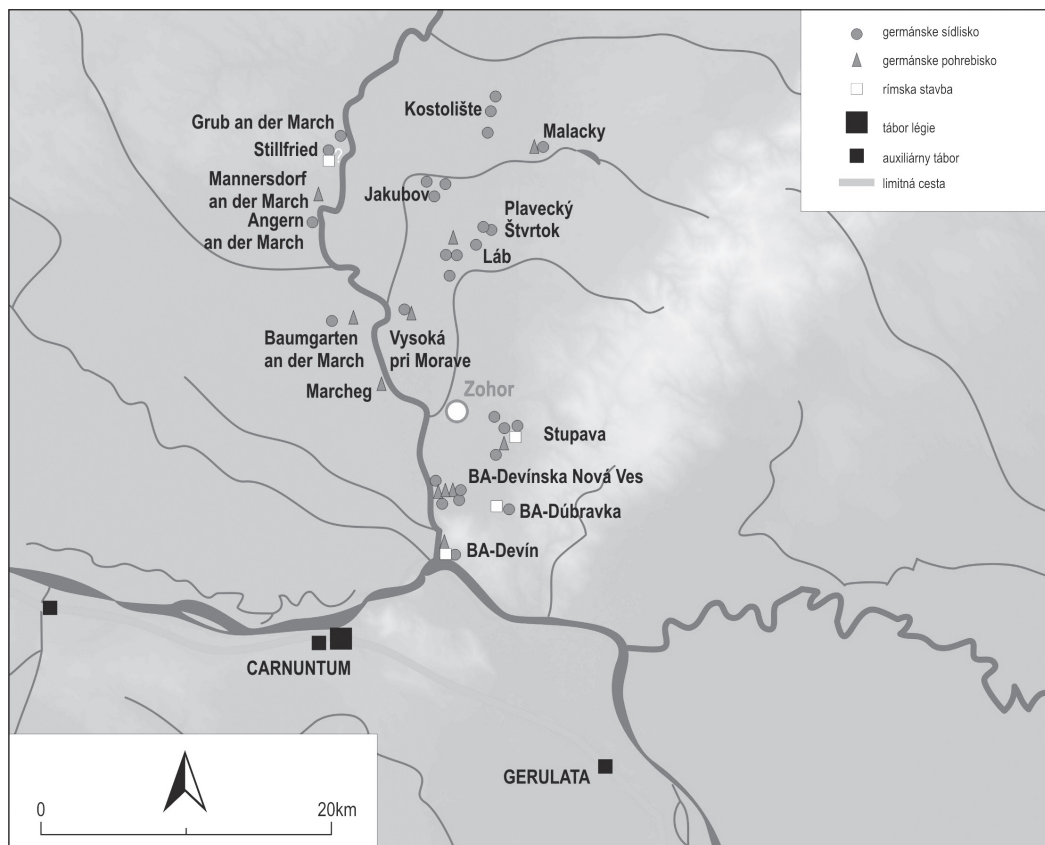 germánske sídlisko
germánske pohrebisko
rímska stavba
tábor légie
auxiliárny tábor
limitná cesta
Kostolište
Grub an der March
Malacky
Stillfried
?
Mannersdorf
an der March
Jakubov
Angern
an der March
Plavecký
Štvrtok
Láb
Baumgarten
an der March
Vysoká
pri Morave
Marcheg
Zohor
Stupava
BA-Devínska Nová Ves
BA-Dúbravka
BA-Devín
CARNUNTUM
GERULATA
0
20km